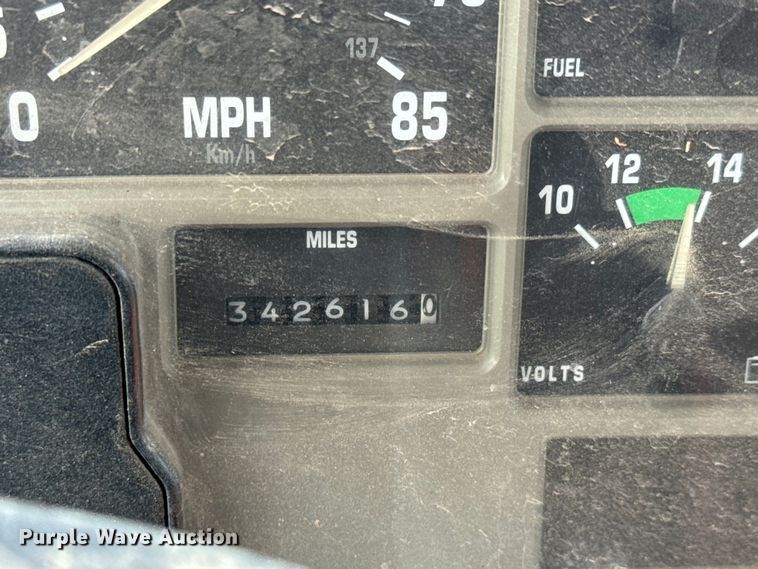 0
MPH
Km/h
137
85
FUEL
10 12 14
MILES
3426160
VOLTS
Purple Wave Auction